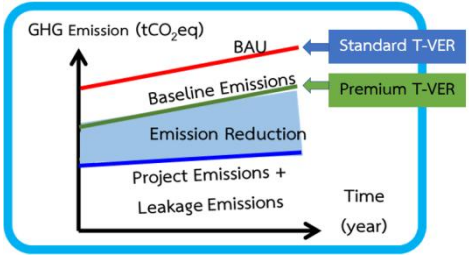 GHG Emission (tCO2eq)
BAU
Standard T-VER
Baseline Emissions
Premium T-VER
Emission Reduction
Project Emissions +
Leakage Emissions
Time
(year)